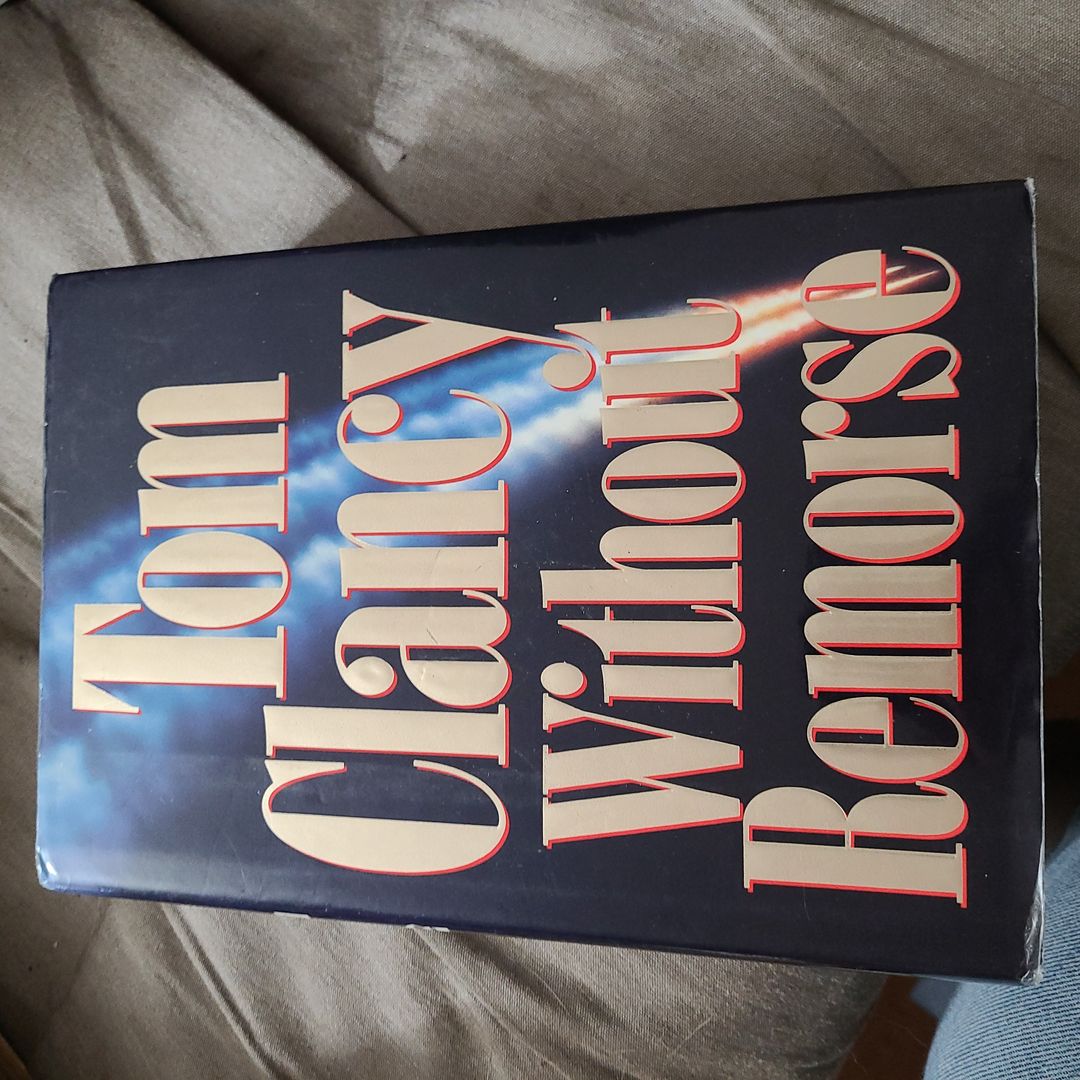 Tom
Clancy
Without
Remorse